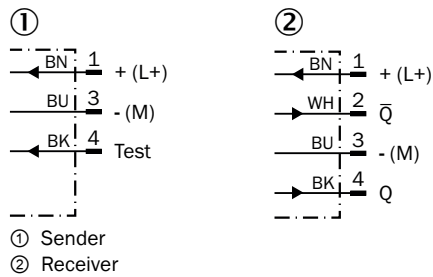 ① ②
BN 1 + (L+)
BU 3 - (M)
BK 4 Test
BN 1 + (L+)
WH 2 Q̅
BU 3 - (M)
BK 4 Q
① Sender
② Receiver